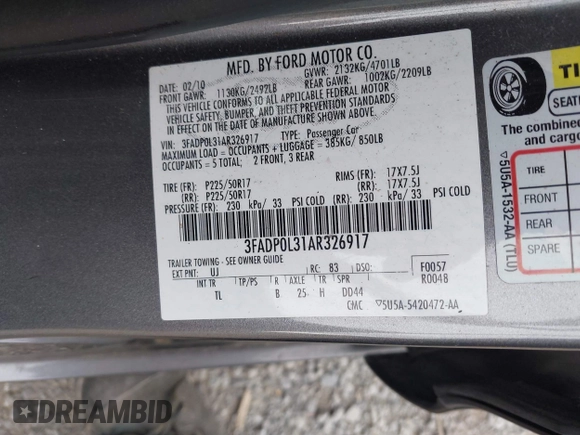 MFD. BY FORD MOTOR CO.
DATE: 02/10 GVWR: 2132KG/4701LB
FRONT GAWR: 1130KG/2492LB REAR GAWR: 1002KG/2209LB
THIS VEHICLE CONFORMS TO ALL APPLICABLE FEDERAL MOTOR
VEHICLE SAFETY, BUMPER, AND THEFT PREVENTION STANDARDS
IN EFFECT ON THE DATE OF MANUFACTURE SHOWN ABOVE.
VIN: 3FADP0L31AR326917 TYPE: Passenger Car
MAXIMUM LOAD = OCCUPANTS + LUGGAGE = 385KG/ 850LB
OCCUPANTS = 5 TOTAL; 2 FRONT, 3 REAR
TIRE (FR): P225/50R17 RIMS (FR): 17X7.5J
(RR): P225/50R17 (RR): 17X7.5J
PRESSURE (FR): 230 kPa/ 33 PSI COLD (RR): 230 kPa/ 33 PSI COLD
3FADP0L31AR326917
TRAILER TOWING - SEE OWNER GUIDE
EXT PNT: UJ RC: 83 DSO: F0057
INT TR TP/PS R AXLE TR SPR R0048
TL B 25 H DD44
CMC ▽5U5A-5420472-AA
TI
SEATI
The combined
and cargo
TIRE
FRONT
REAR
SPARE
▽5U5A-1532-AA (TLU)
DREAMBID